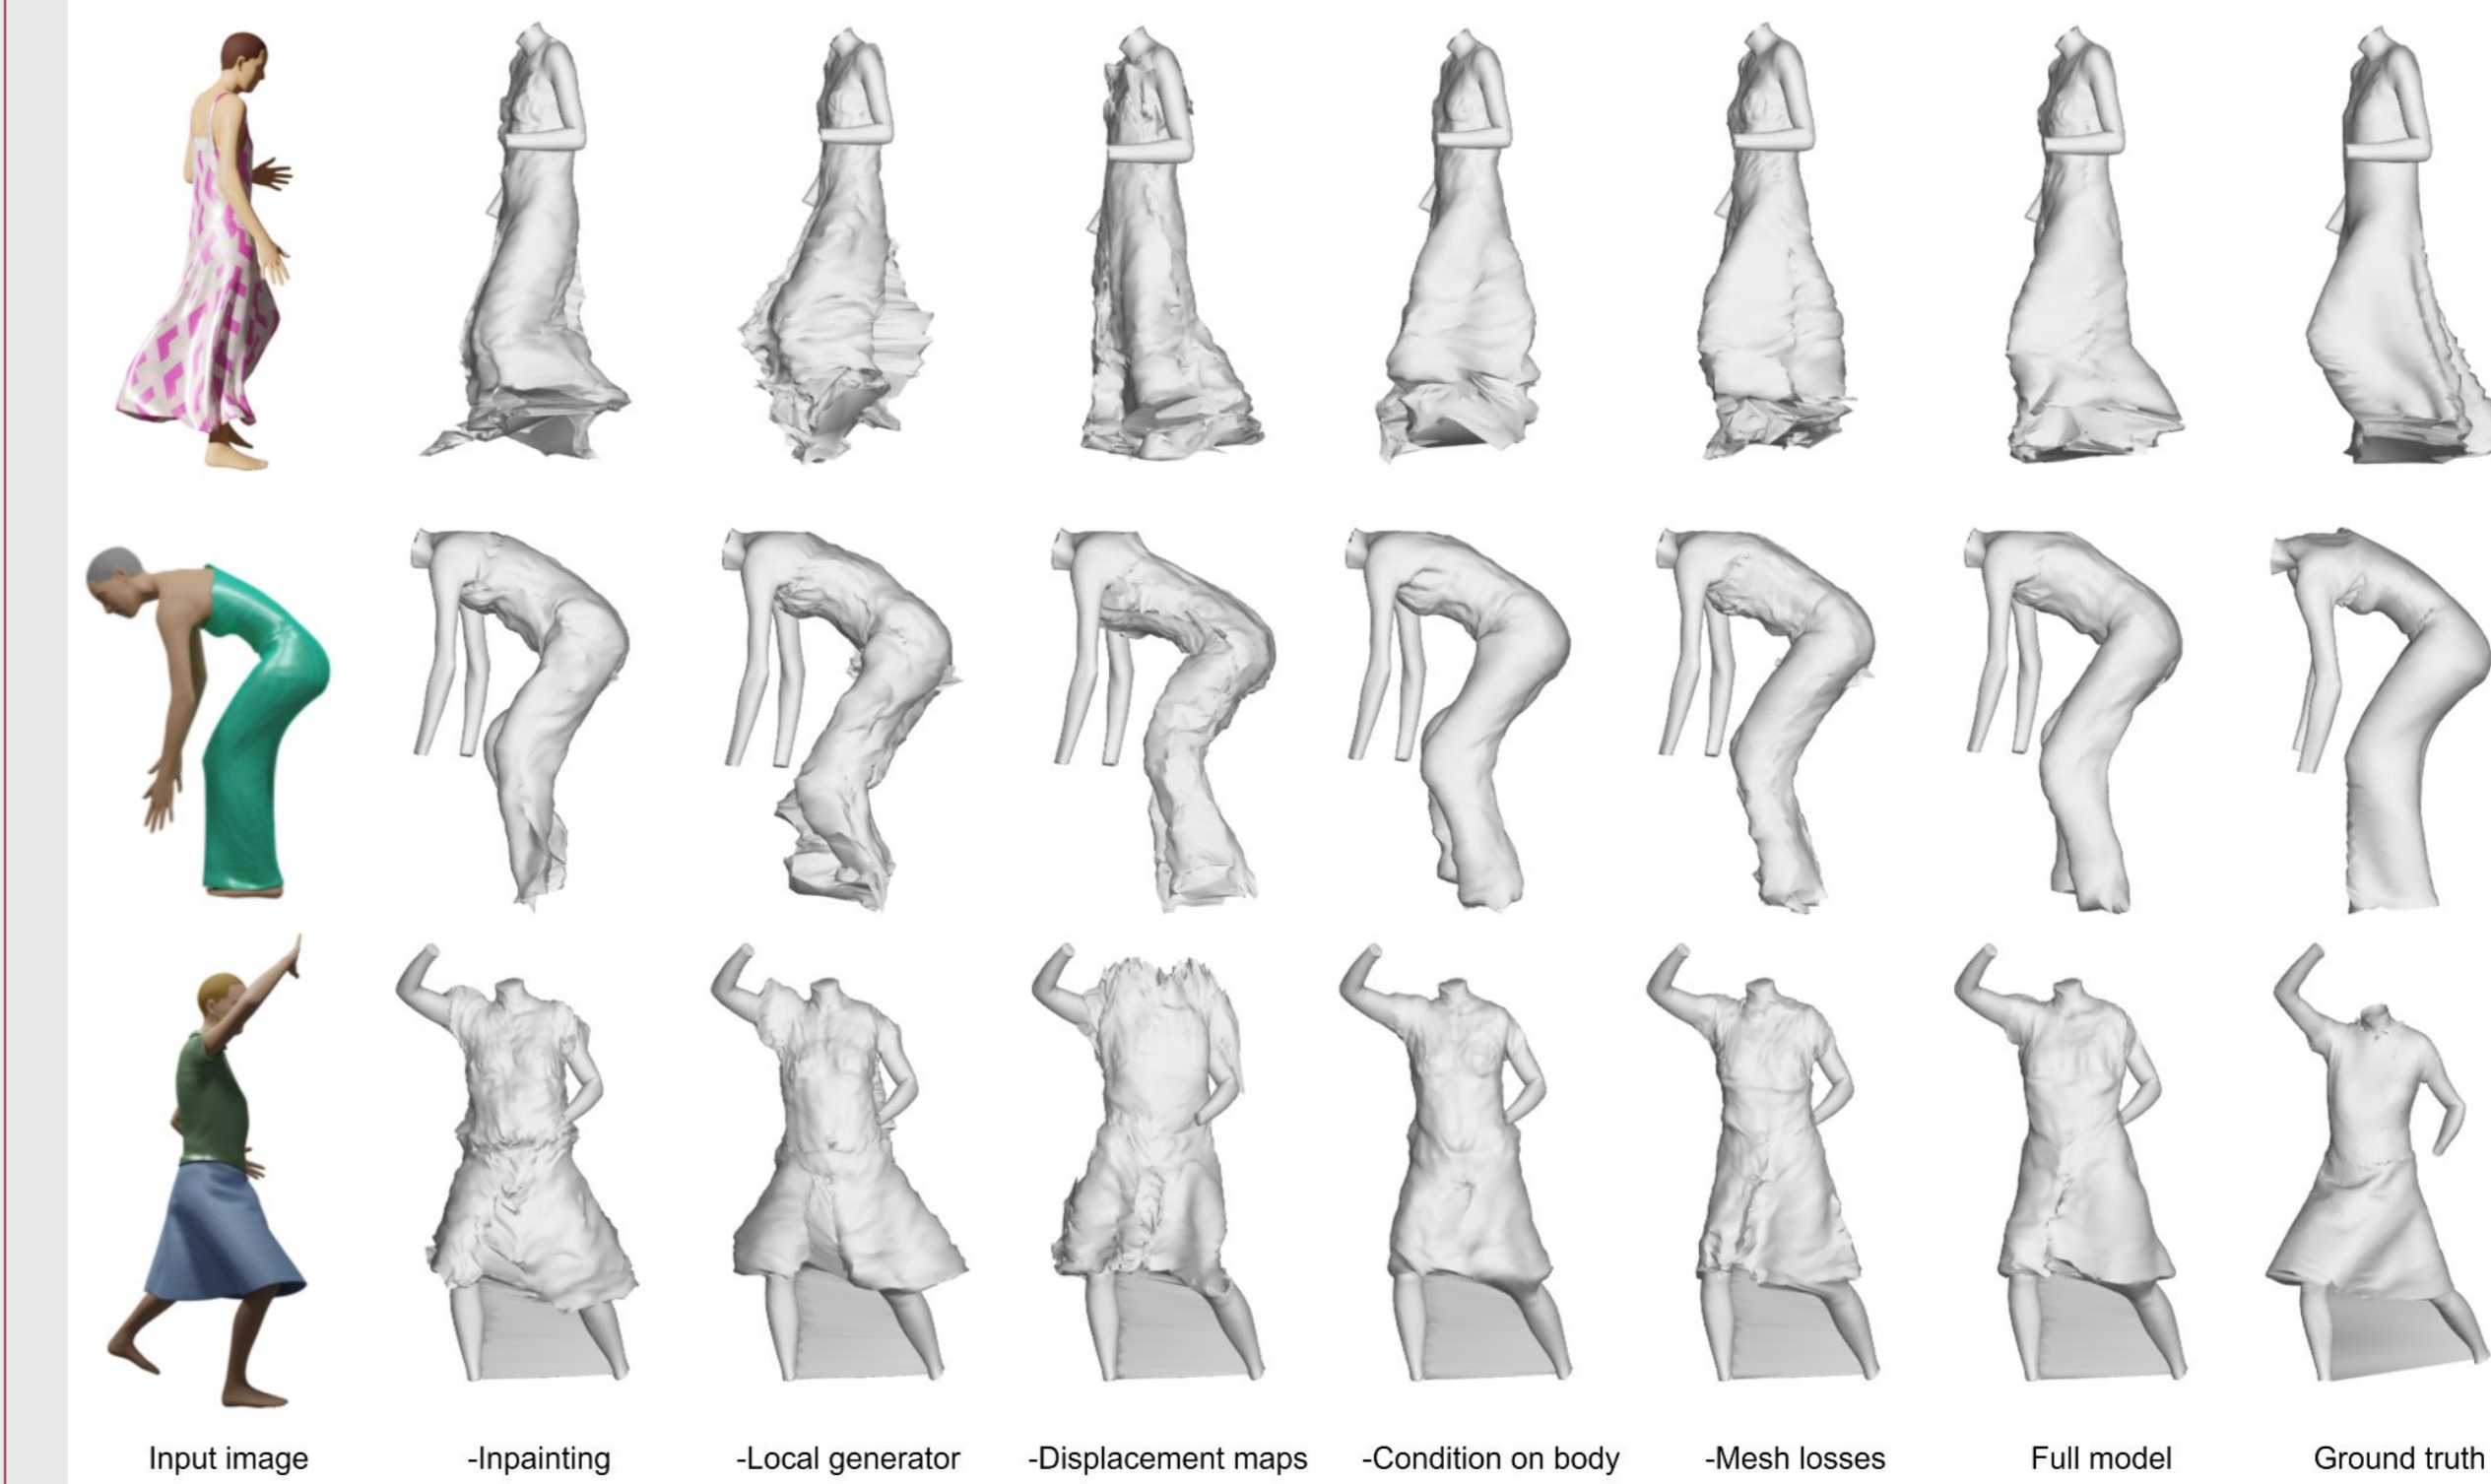 Input image -Inpainting -Local generator -Displacement maps -Condition on body -Mesh losses Full model Ground truth